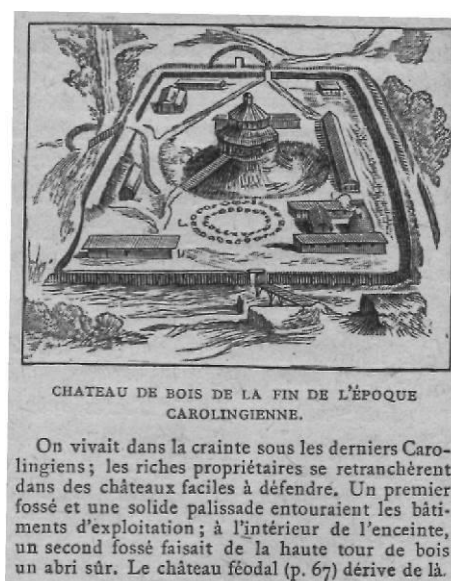 CHATEAU DE BOIS DE LA FIN DE L'ÉPOQUE
CAROLINGIENNE.
On vivait dans la crainte sous les derniers Caro-
lingiens; les riches propriétaires se retranchèrent
dans des châteaux faciles à défendre. Un premier
fossé et une solide palissade entouraient les bâti-
ments d'exploitation; à l'intérieur de l'enceinte,
un second fossé faisait de la haute tour de bois
un abri sûr. Le château féodal (p. 67) dérive de là.